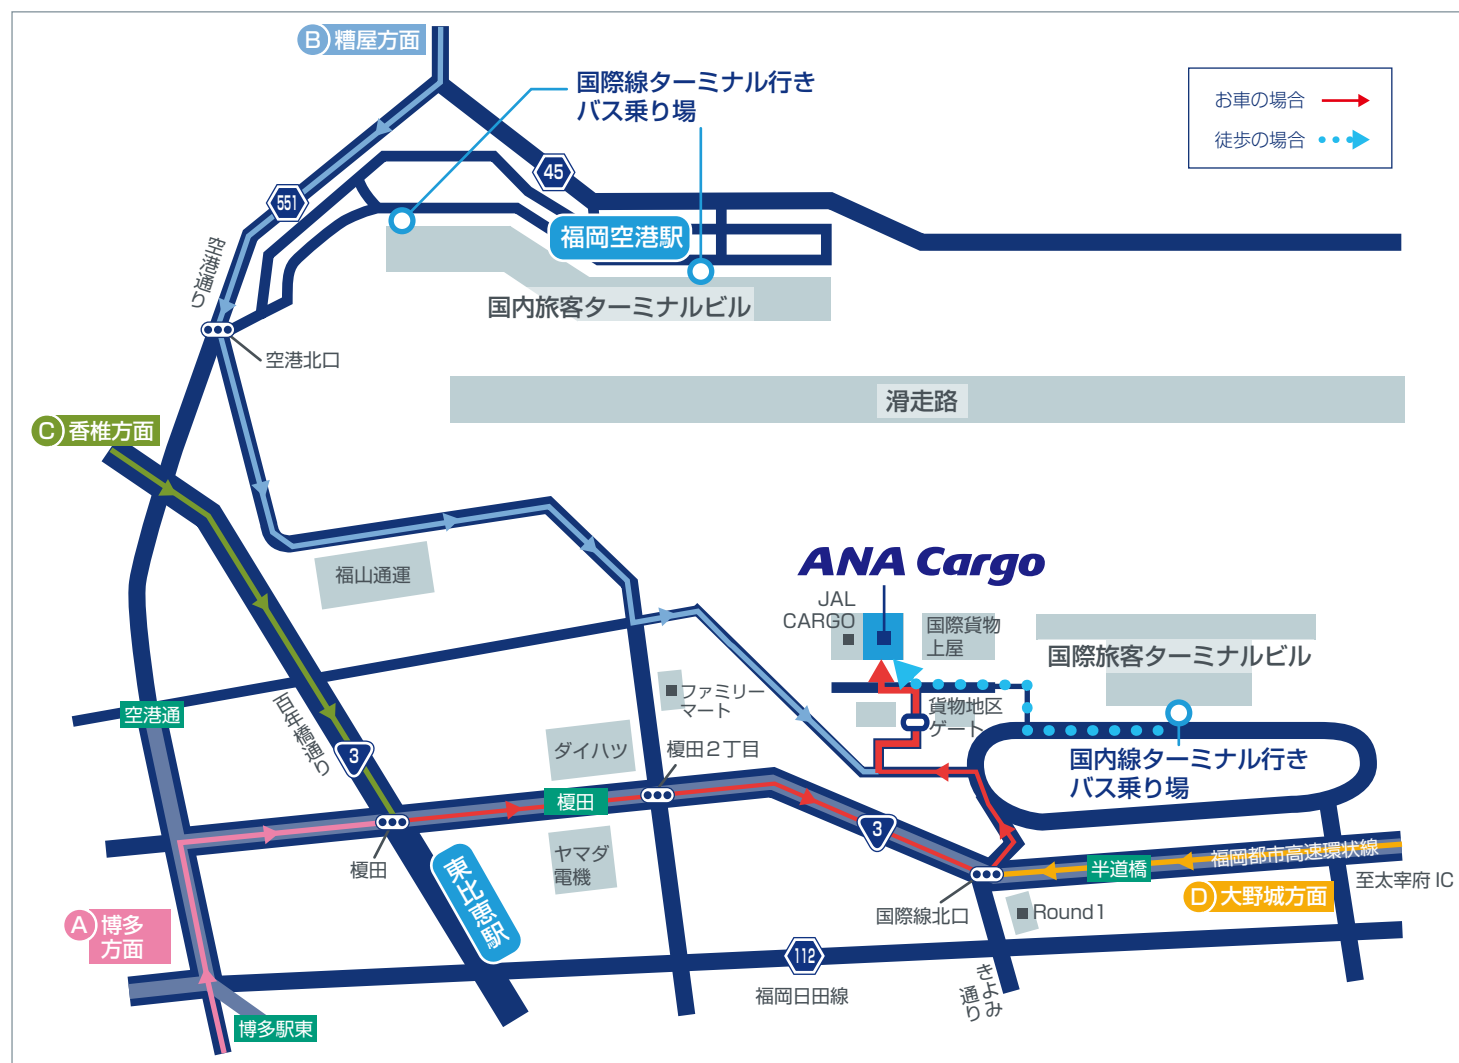 B 糟屋方面
国際線ターミナル行き
バス乗り場
お車の場合
徒歩の場合
45
551
福岡空港駅
空港通り
国内旅客ターミナルビル
空港北口
滑走路
C 香椎方面
ANA Cargo
福山通運
JAL
CARGO
国際貨物
上屋
国際旅客ターミナルビル
ファミリー
マート
貨物地区
ゲート
空港通
百年橋通り
3
ダイハツ
榎田2丁目
国内線ターミナル行き
バス乗り場
榎田
3
福岡都市高速環状線
榎田
ヤマダ
電機
東比恵駅
半道橋
至太宰府 IC
D 大野城方面
A 博多
方面
国際線北口
Round1
112
福岡日田線
きよみ
通り
博多駅東